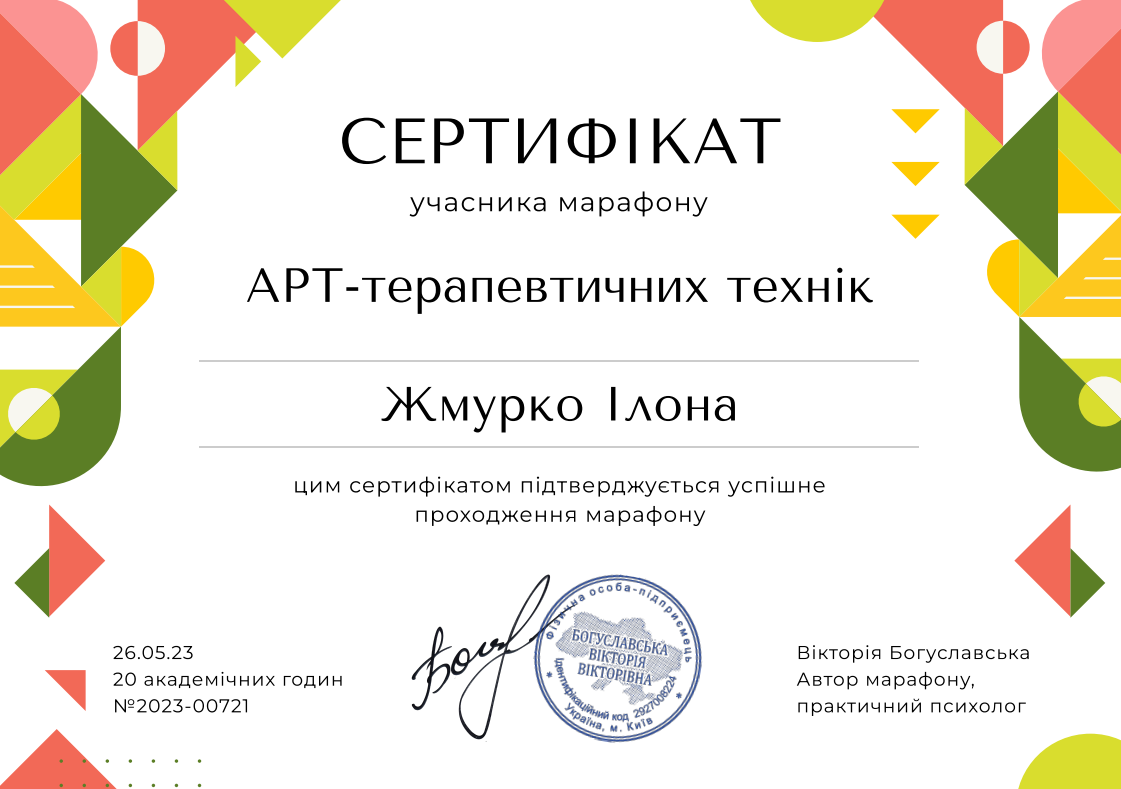 СЕРТИФІКАТ
учасника марафону
АРТ-терапевтичних технік
Жмурко Ілона
цим сертифікатом підтверджується успішне
проходження марафону
26.05.23
20 академічних годин
№2023-00721
Фізична особа-підприємець
БОГУСЛАВСЬКА
ВІКТОРІЯ
ВІКТОРІВНА
Ідентифікаційний код 2927008224
* Україна, м. Київ *
Вікторія Богуславська
Автор марафону,
практичний психолог